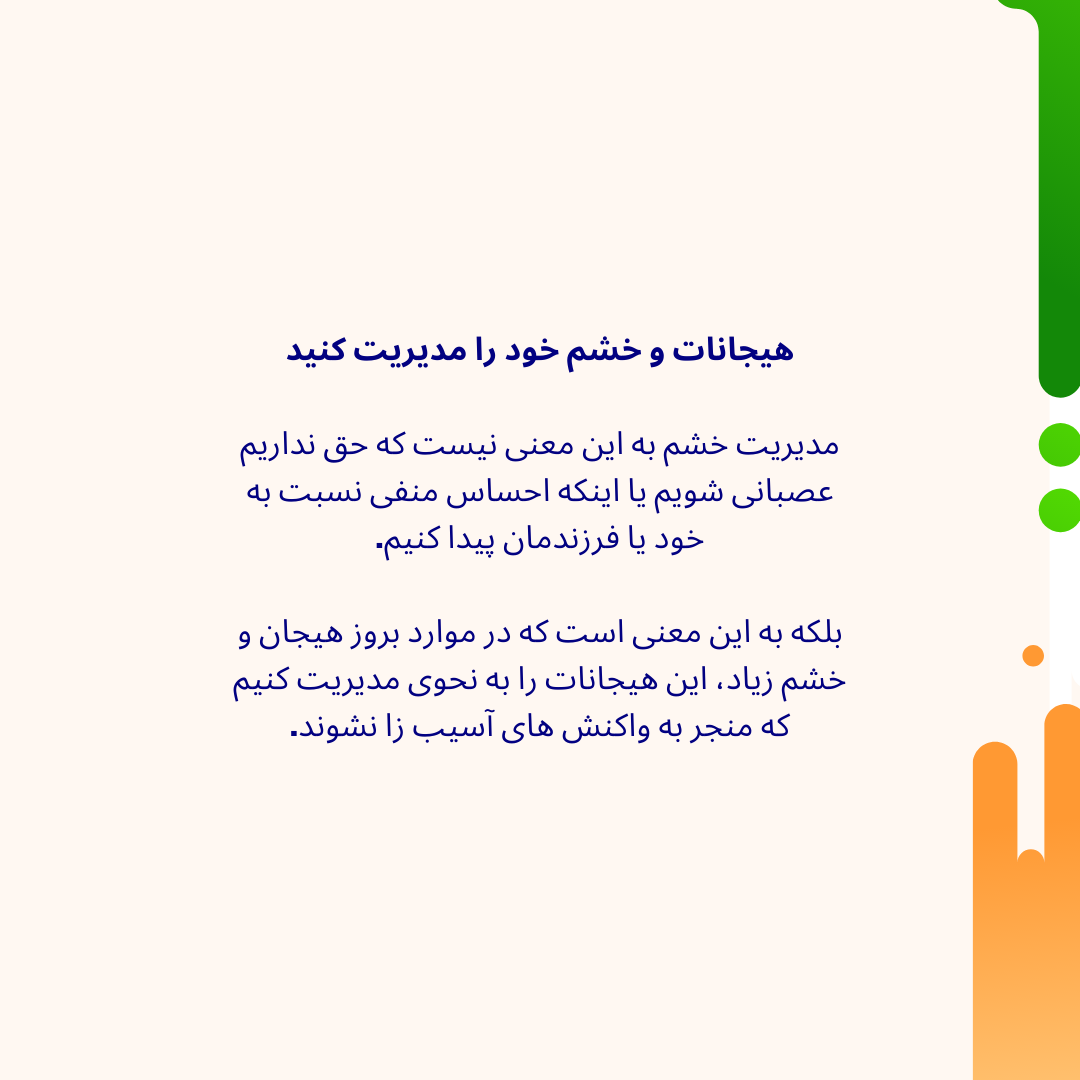 هیجانات و خشم خود را مدیریت کنید
مدیریت خشم به این معنی نیست که حق نداریم
عصبانی شویم یا اینکه احساس منفی نسبت به
خود یا فرزندمان پیدا کنیم.
بلکه به این معنی است که در موارد بروز هیجان و
خشم زیاد، این هیجانات را به نحوی مدیریت کنیم
که منجر به واکنش های آسیب زا نشوند.